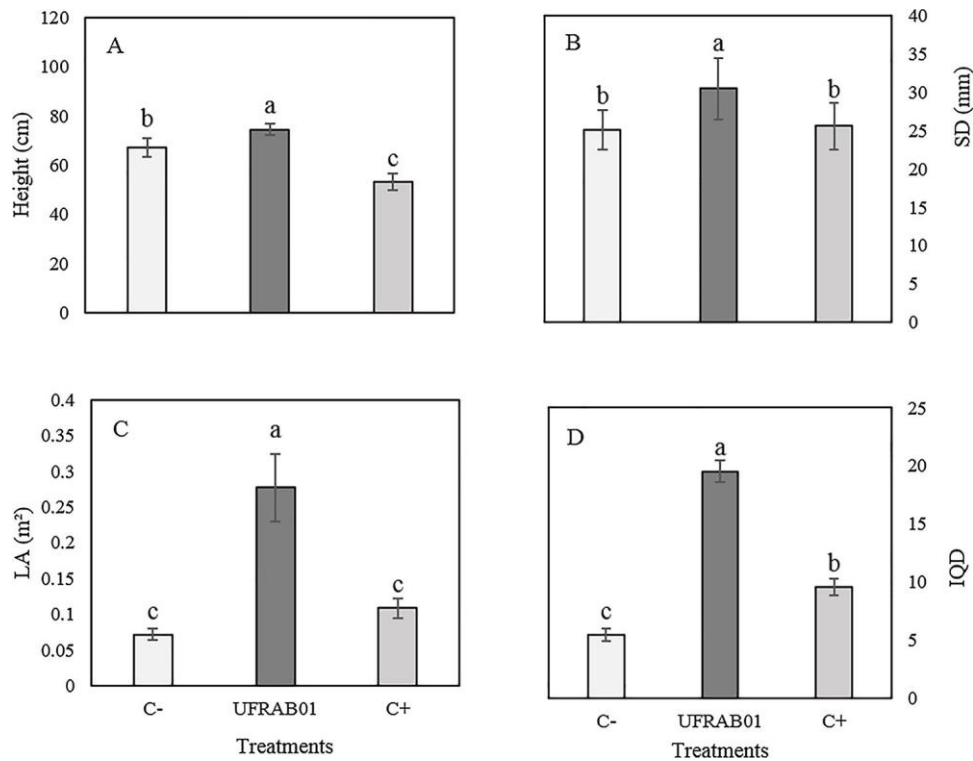 A
Height (cm)
120
100
80
60
40
20
0
b
a
c
B
SD (mm)
40
35
30
25
20
15
10
5
0
b
a
b
C
LA (m²)
0.4
0.35
0.3
0.25
0.2
0.15
0.1
0.05
0
c
a
c
C-
UFRAB01
C+
Treatments
D
IQD
25
20
15
10
5
0
c
a
b
C-
UFRAB01
C+
Treatments